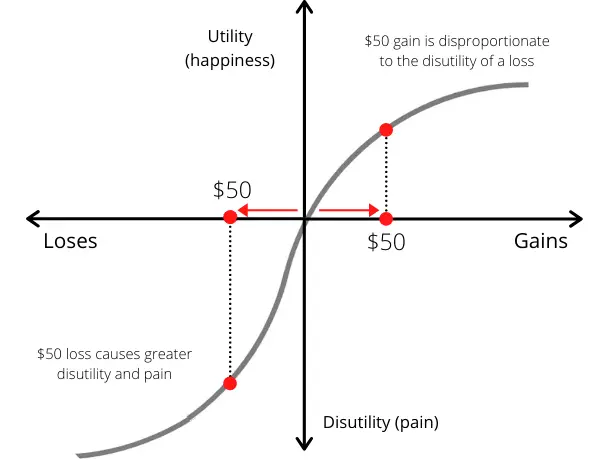 Utility
(happiness)
$50 gain is disproportionate
to the disutility of a loss
$50
Loses
$50
Gains
$50 loss causes greater
disutility and pain
Disutility (pain)